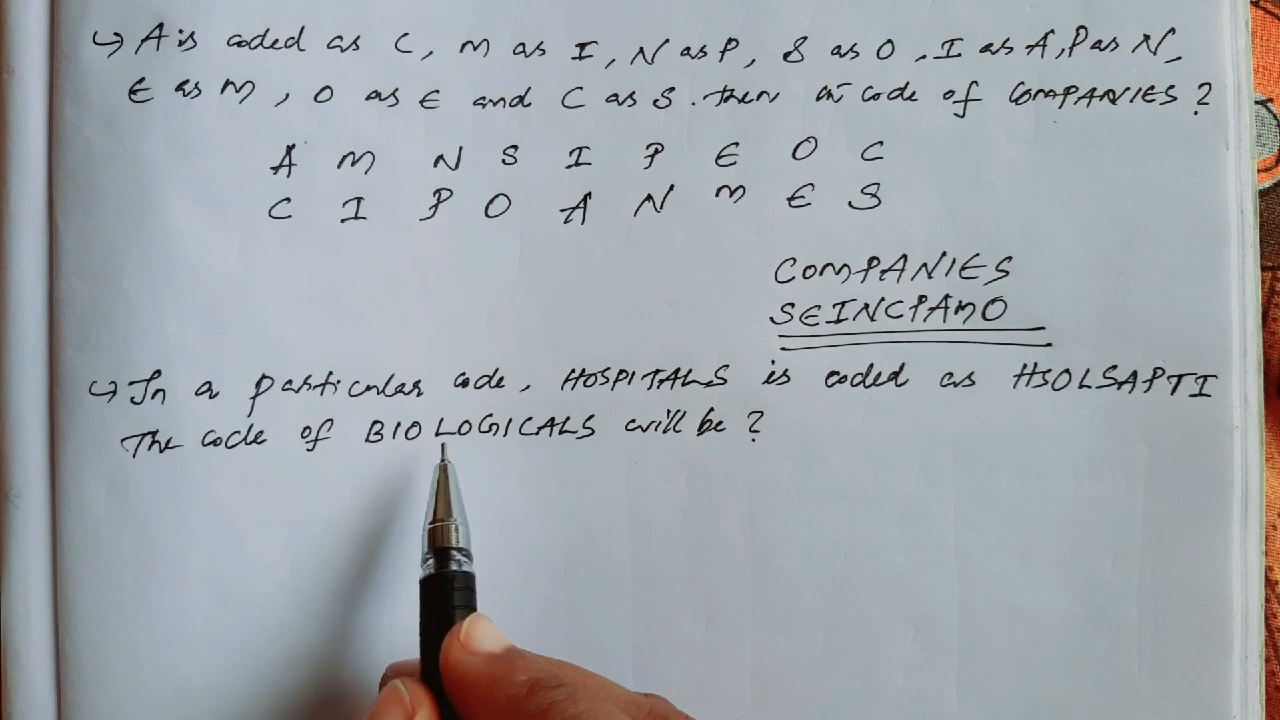 ↳ A is coded as C, M as I, N as P, S as O, I as A, P as N,
E as M, O as E and C as S. then code of COMPANIES ?
A M N S I P E O C
C I P O A N M E S
COMPANIES
SEINCPAMO
↳ In a particular code, HOSPITALS is coded as HSOLSAPTI
The code of BIOLOGICALS will be ?